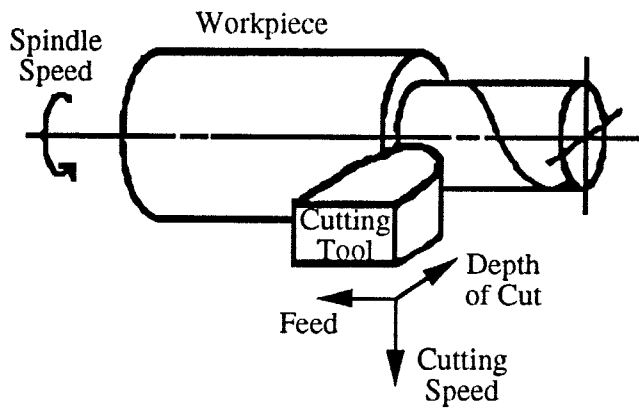 Workpiece
Spindle
Speed
Cutting
Tool
Depth
of Cut
Feed
Cutting
Speed